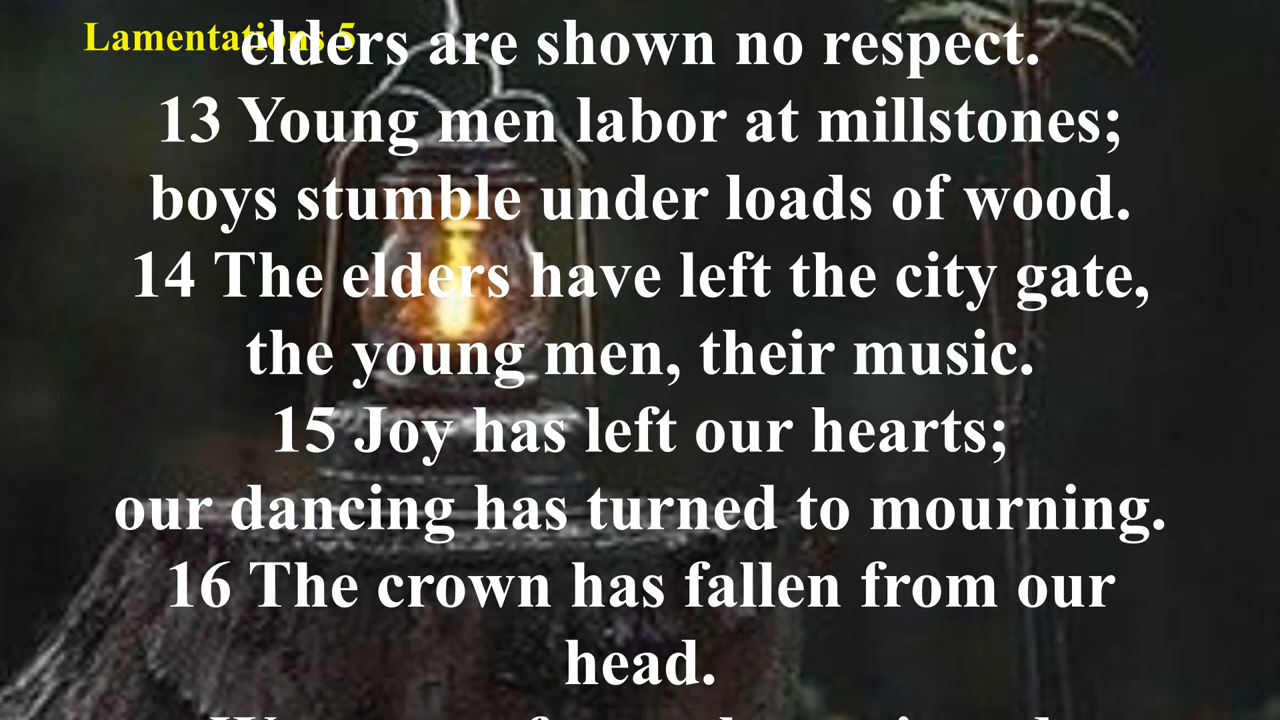 Lamentations 5
elders are shown no respect.
13 Young men labor at millstones;
boys stumble under loads of wood.
14 The elders have left the city gate,
the young men, their music.
15 Joy has left our hearts;
our dancing has turned to mourning.
16 The crown has fallen from our
head.